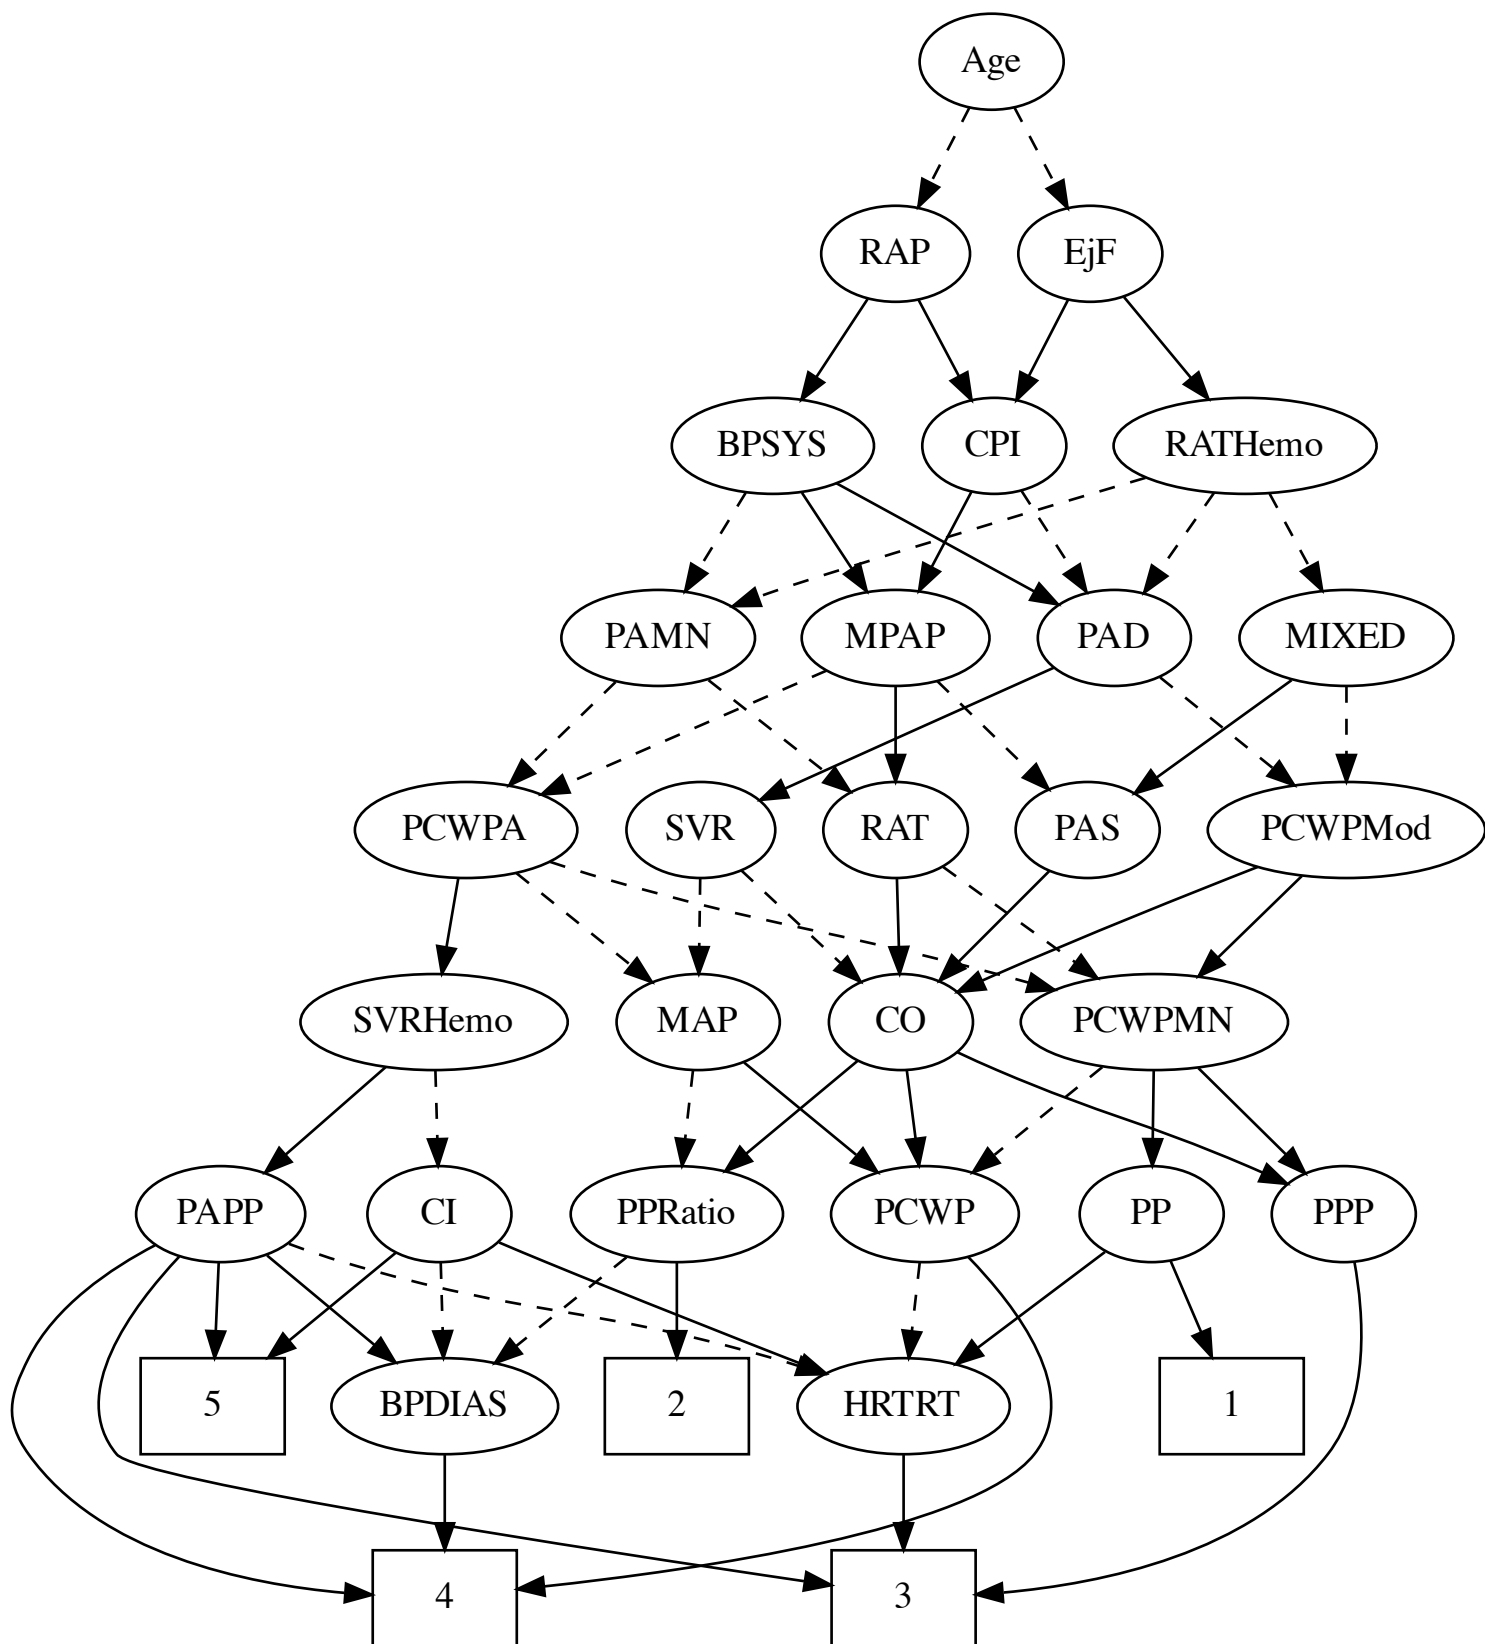 Age
RAP
EjF
BPSYS
CPI
RATHemo
PAMN
MPAP
PAD
MIXED
PCWPA
SVR
RAT
PAS
PCWPMod
SVRHemo
MAP
CO
PCWPMN
PAPP
CI
PPRatio
PCWP
PP
PPP
5
BPDIAS
2
HRTRT
1
4
3